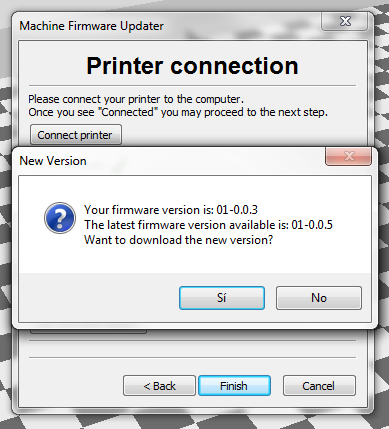 Machine Firmware Updater
Printer connection
Please connect your printer to the computer.
Once you see "Connected" you may proceed to the next step.
Connect printer
New Version
Your firmware version is: 01-0.0.3
The latest firmware version available is: 01-0.0.5
Want to download the new version?
Sí
No
< Back
Finish
Cancel